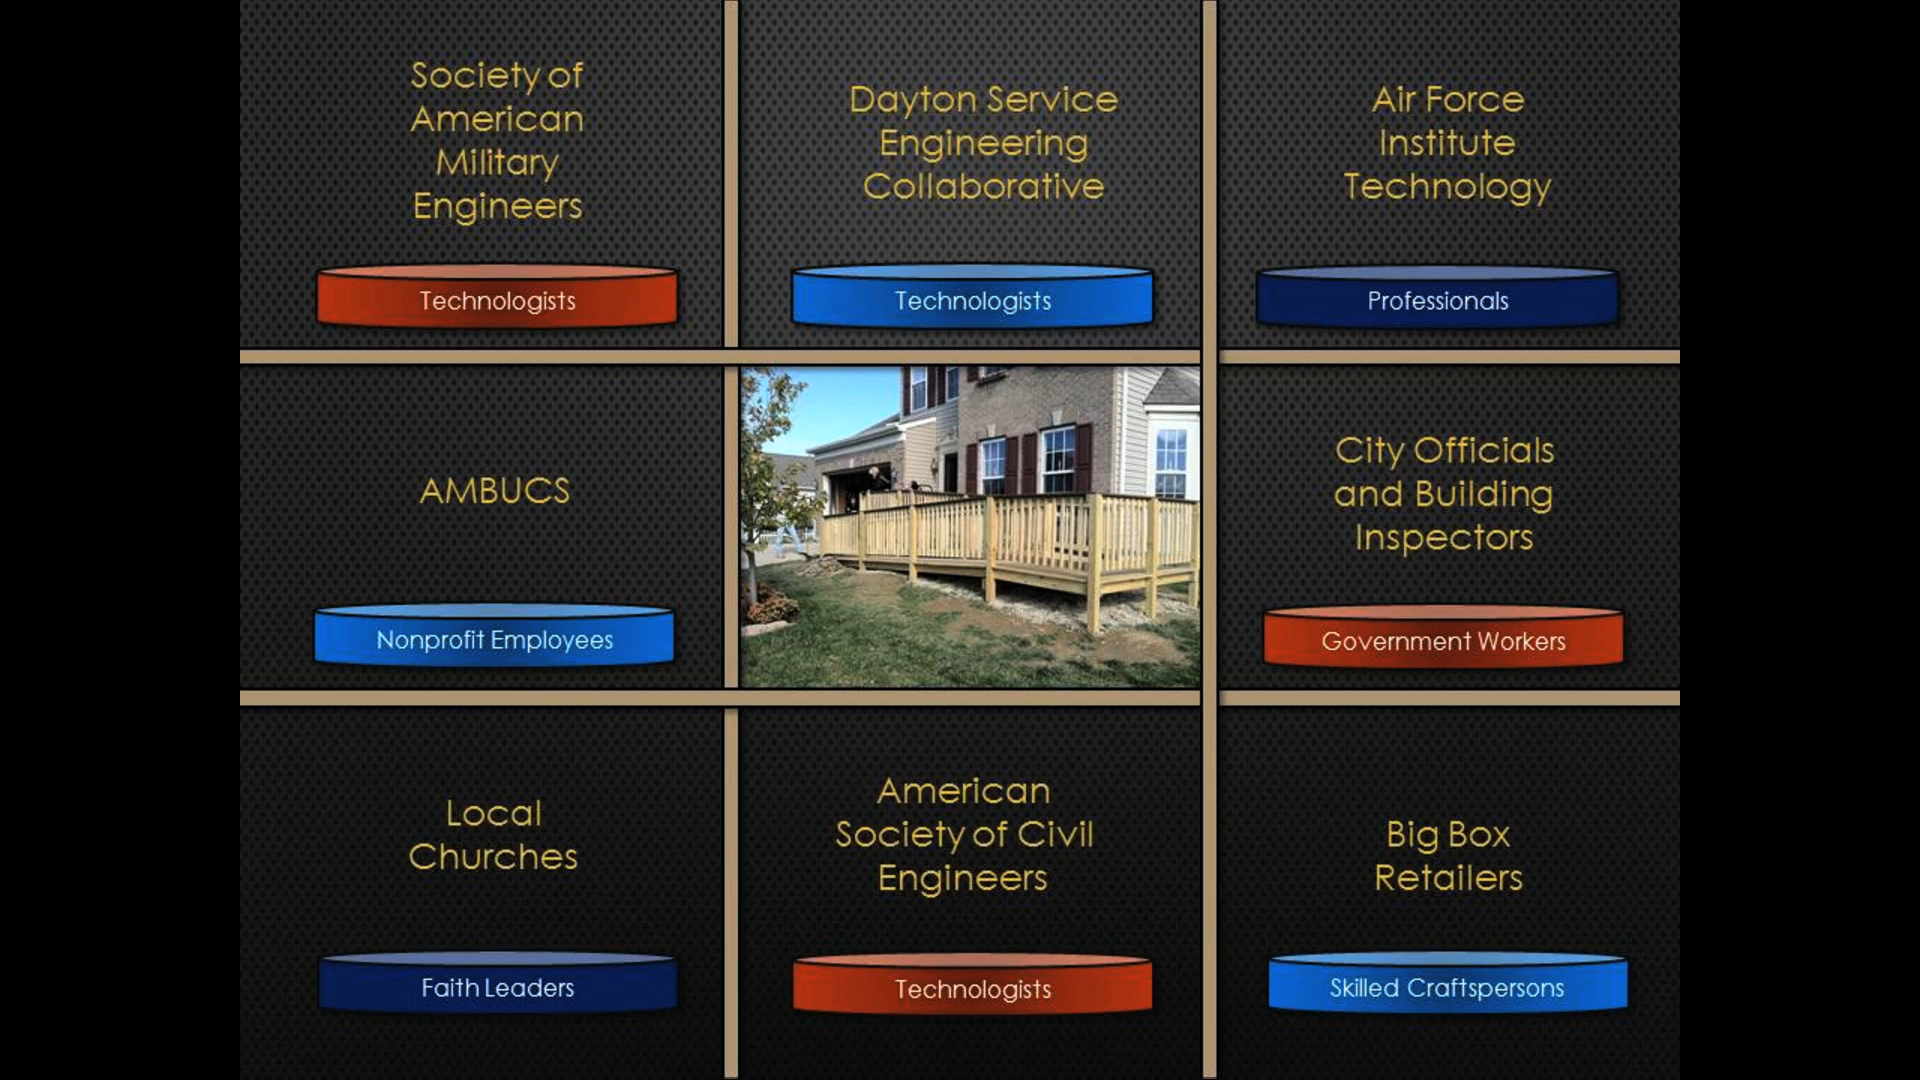 Society of
American
Military
Engineers
Technologists
Dayton Service
Engineering
Collaborative
Technologists
Air Force
Institute
Technology
Professionals
AMBUCS
Nonprofit Employees
City Officials
and Building
Inspectors
Government Workers
Local
Churches
Faith Leaders
American
Society of Civil
Engineers
Technologists
Big Box
Retailers
Skilled Craftspersons